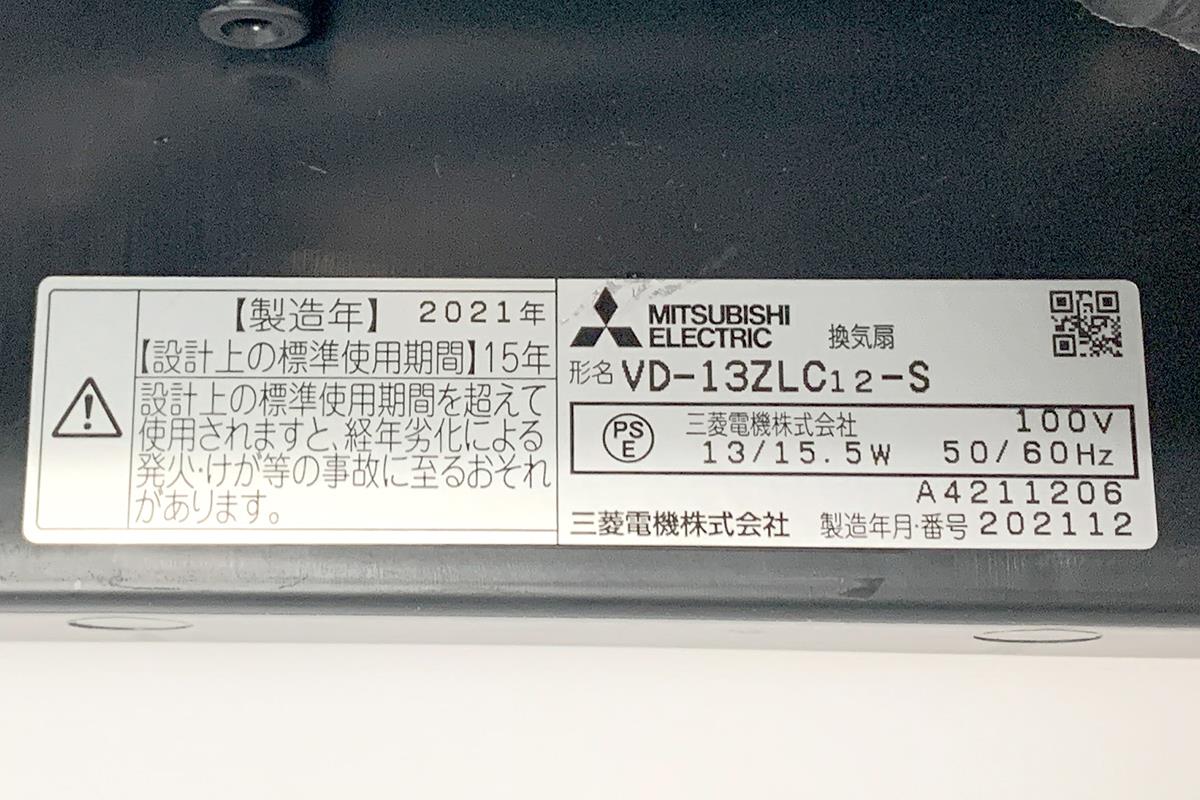 【製造年】 2021年
【設計上の標準使用期間】15年
設計上の標準使用期間を超えて
使用されますと、経年劣化による
発火・けが等の事故に至るおそれ
があります。
MITSUBISHI
ELECTRIC
換気扇
形名 VD-13ZLC12-S
PS
E
三菱電機株式会社 100V
13/15.5W 50/60Hz
A4211206
三菱電機株式会社 製造年月・番号 202112